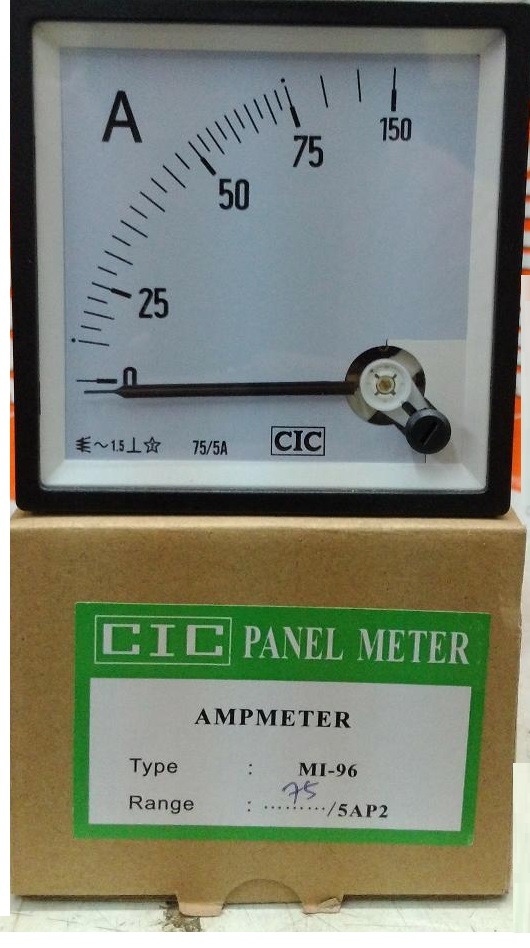 A
25
50
75
150
0
~ 1.5 ⊥ ☆ 75/5A CIC
CIC PANEL METER
AMPMETER
Type : MI-96
75
Range : ........./5AP2